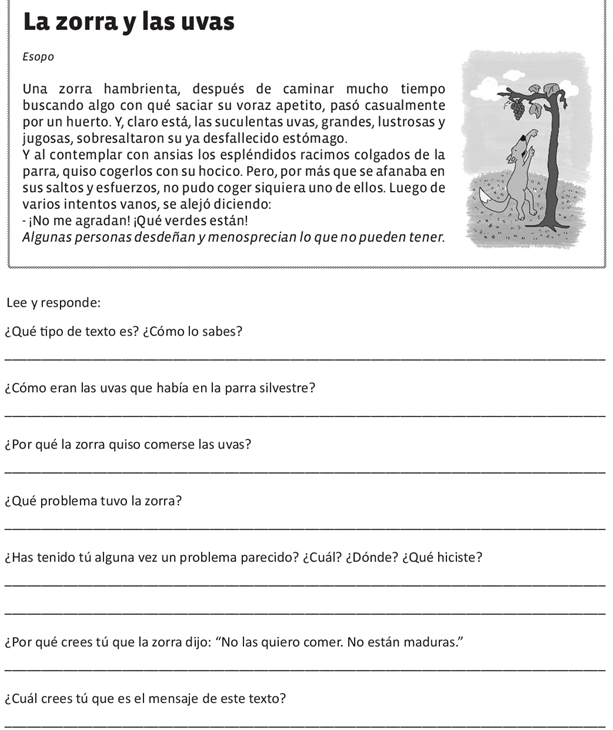 La zorra y las uvas
Esopo
Una zorra hambrienta, después de caminar mucho tiempo
buscando algo con qué saciar su voraz apetito, pasó casualmente
por un huerto. Y, claro está, las suculentas uvas, grandes, lustrosas y
jugosas, sobresaltaron su ya desfallecido estómago.
Y al contemplar con ansias los espléndidos racimos colgados de la
parra, quiso cogerlos con su hocico. Pero, por más que se afanaba en
sus saltos y esfuerzos, no pudo coger siquiera uno de ellos. Luego de
varios intentos vanos, se alejó diciendo:
- ¡No me agradan! ¡Qué verdes están!
Algunas personas desdeñan y menosprecian lo que no pueden tener.
Lee y responde:
¿Qué tipo de texto es? ¿Cómo lo sabes?
¿Cómo eran las uvas que había en la parra silvestre?
¿Por qué la zorra quiso comerse las uvas?
¿Qué problema tuvo la zorra?
¿Has tenido tú alguna vez un problema parecido? ¿Cuál? ¿Dónde? ¿Qué hiciste?
¿Por qué crees tú que la zorra dijo: “No las quiero comer. No están maduras.”
¿Cuál crees tú que es el mensaje de este texto?